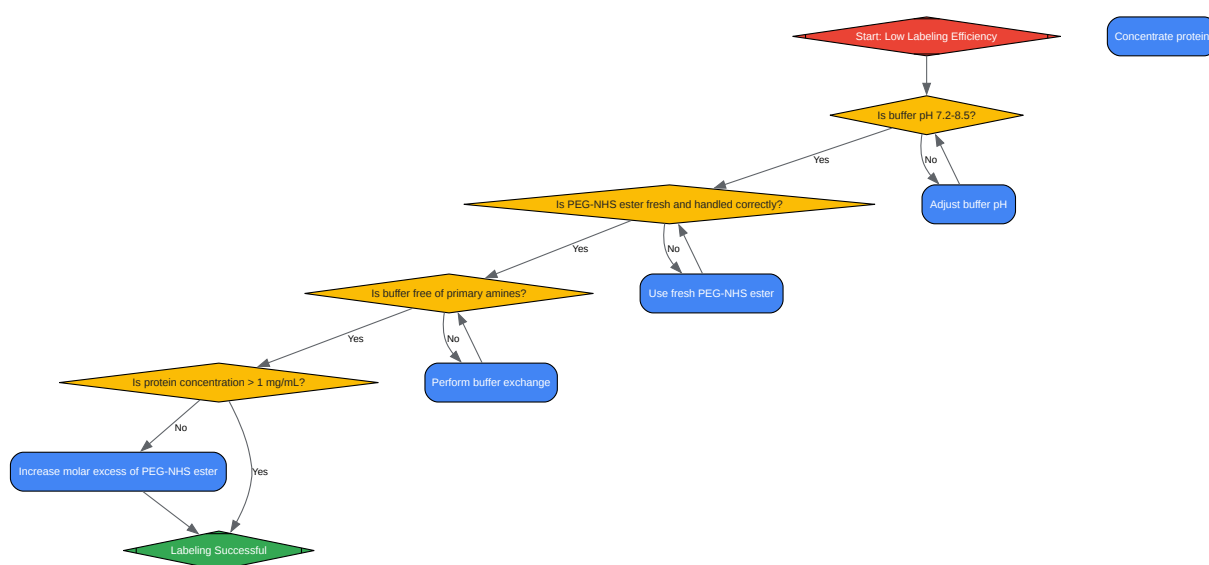 Start: Low Labeling Efficiency
Concentrate protein
Is buffer pH 7.2-8.5?
Yes
No
Adjust buffer pH
Is PEG-NHS ester fresh and handled correctly?
Yes
No
Use fresh PEG-NHS ester
Is buffer free of primary amines?
Yes
No
Perform buffer exchange
Is protein concentration > 1 mg/mL?
No
Yes
Increase molar excess of PEG-NHS ester
Labeling Successful